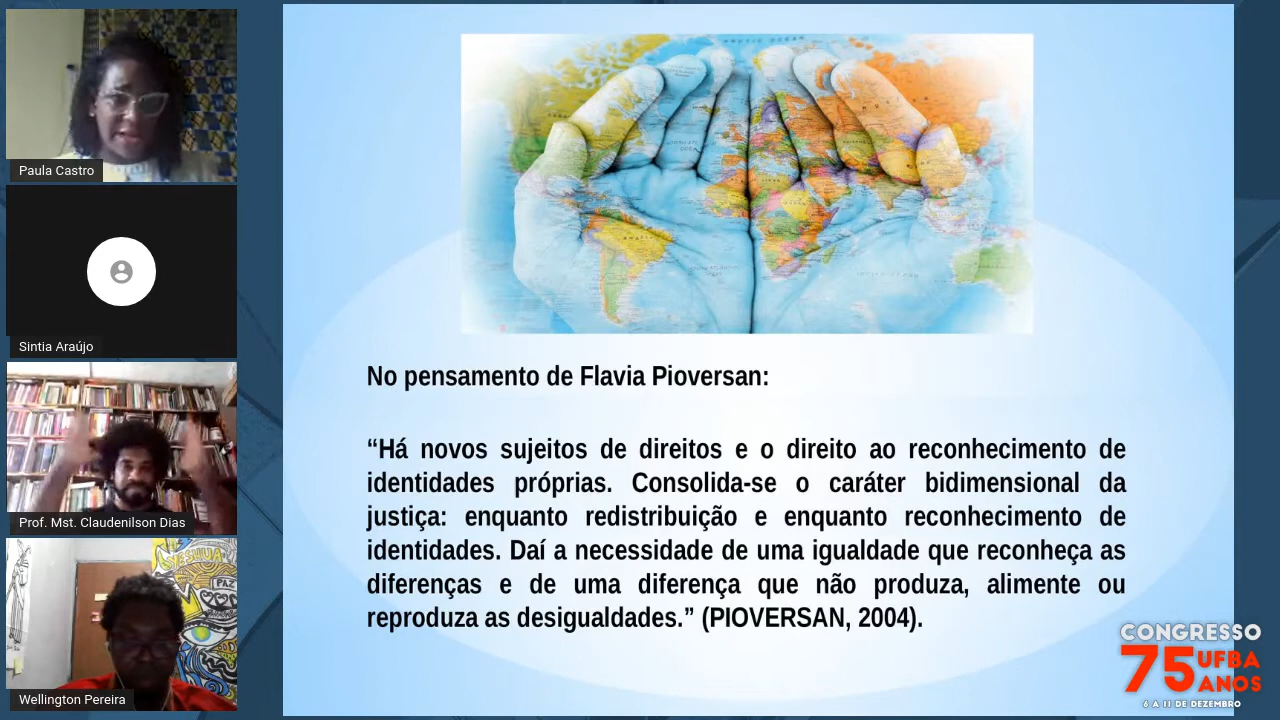 Paula Castro
Sintia Araújo
Prof. Mst. Claudenilson Dias
YESHUA
PAZ
Wellington Pereira
No pensamento de Flavia Pioversan:
“Há novos sujeitos de direitos e o direito ao reconhecimento de
identidades próprias. Consolida-se o caráter bidimensional da
justiça: enquanto redistribuição e enquanto reconhecimento de
identidades. Daí a necessidade de uma igualdade que reconheça as
diferenças e de uma diferença que não produza, alimente ou
reproduza as desigualdades.” (PIOVERSAN, 2004).
CONGRESSO
75 UFBA
ANOS
6 A 11 DE DEZEMBRO